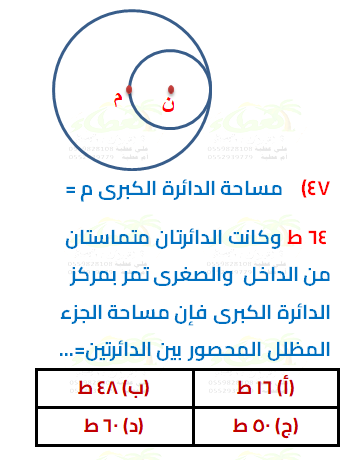 م
ن
٤٧) مساحة الدائرة الكبرى م =
٦٤ ط وكانت الدائرتان متماستان
من الداخل والصغرى تمر بمركز
الدائرة الكبرى فإن مساحة الجزء
المظلل المحصور بين الدائرتين=...
(أ) ١٦ ط (ب) ٤٨ ط
(ج) ٥٠ ط (د) ٦٠ ط